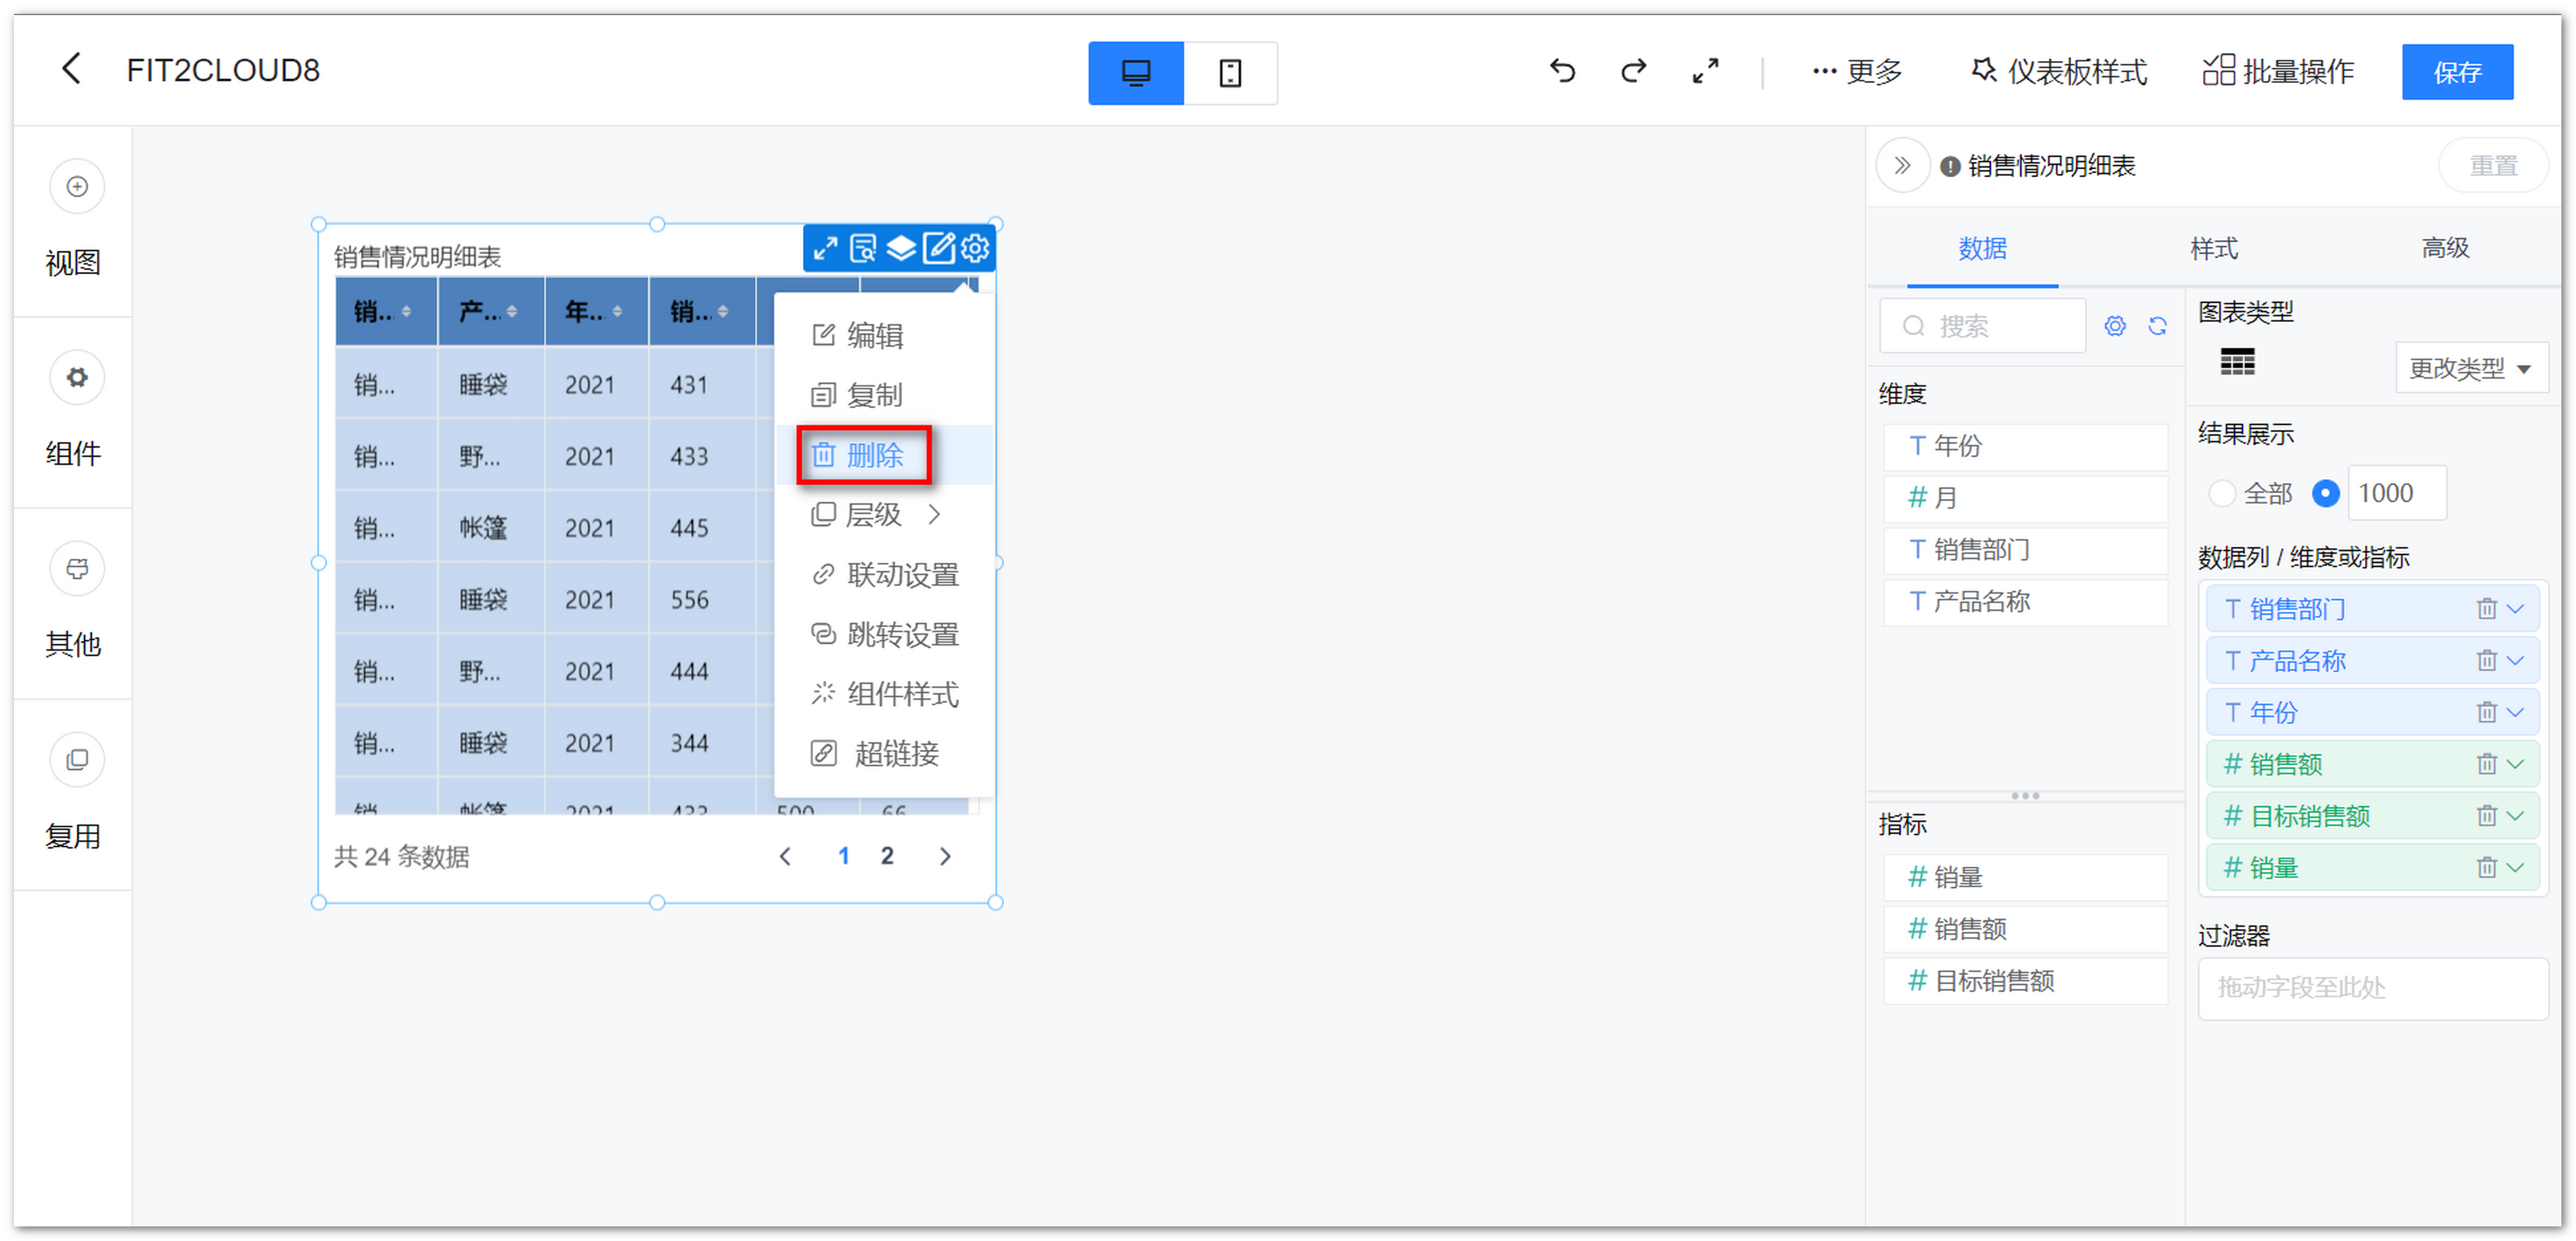 FIT2CLOUD8
更多
仪表板样式
批量操作
保存
视图
组件
其他
复用
销售情况明细表
销... 产... 年... 销...
销... 睡袋 2021 431
销... 野... 2021 433
销... 帐篷 2021 445
销... 睡袋 2021 556
销... 野... 2021 444
销... 睡袋 2021 344
销 帐篷 2021 433 500 66
共 24 条数据
1 2
编辑
复制
删除
层级
联动设置
跳转设置
组件样式
超链接
销售情况明细表
重置
数据 样式 高级
搜索
维度
T 年份
# 月
T 销售部门
T 产品名称
指标
# 销量
# 销售额
# 目标销售额
图表类型
更改类型
结果展示
全部 1000
数据列 / 维度或指标
T 销售部门
T 产品名称
T 年份
# 销售额
# 目标销售额
# 销量
过滤器
拖动字段至此处